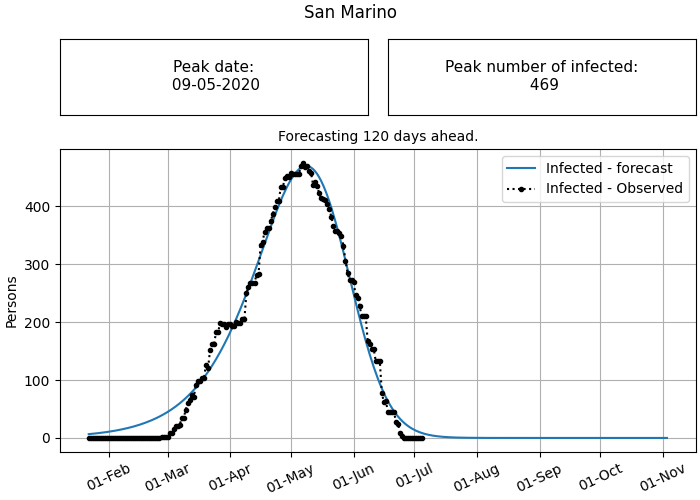 San Marino
Peak date:
09-05-2020
Peak number of infected:
469
Forecasting 120 days ahead.
Infected - forecast
Infected - Observed
Persons
400
300
200
100
0
01-Feb
01-Mar
01-Apr
01-May
01-Jun
01-Jul
01-Aug
01-Sep
01-Oct
01-Nov